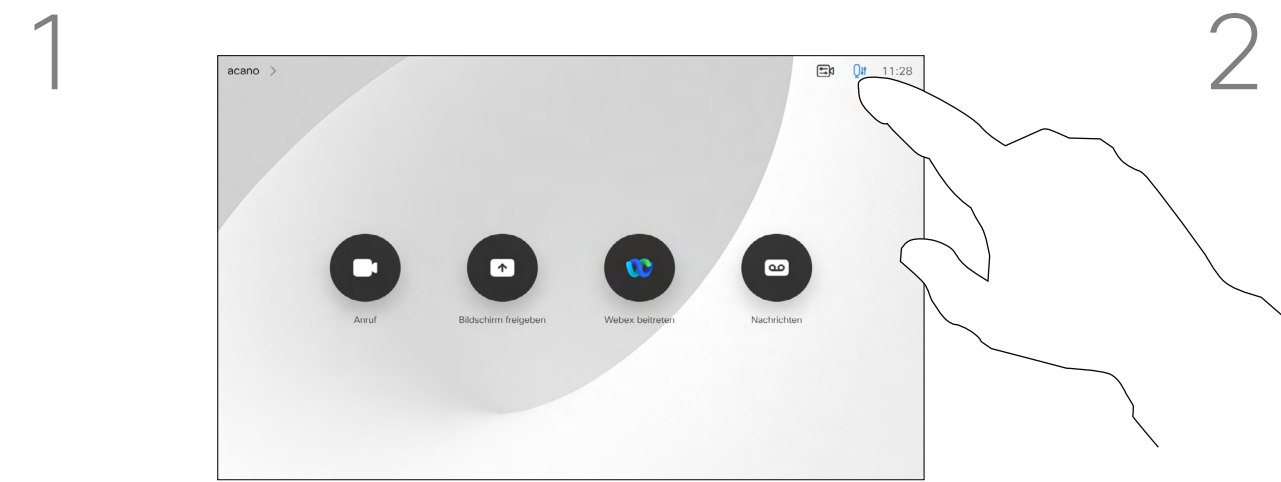 1
2
acano
11:28
Anruf
Bildschirm freigeben
Webex beitreten
Nachrichten